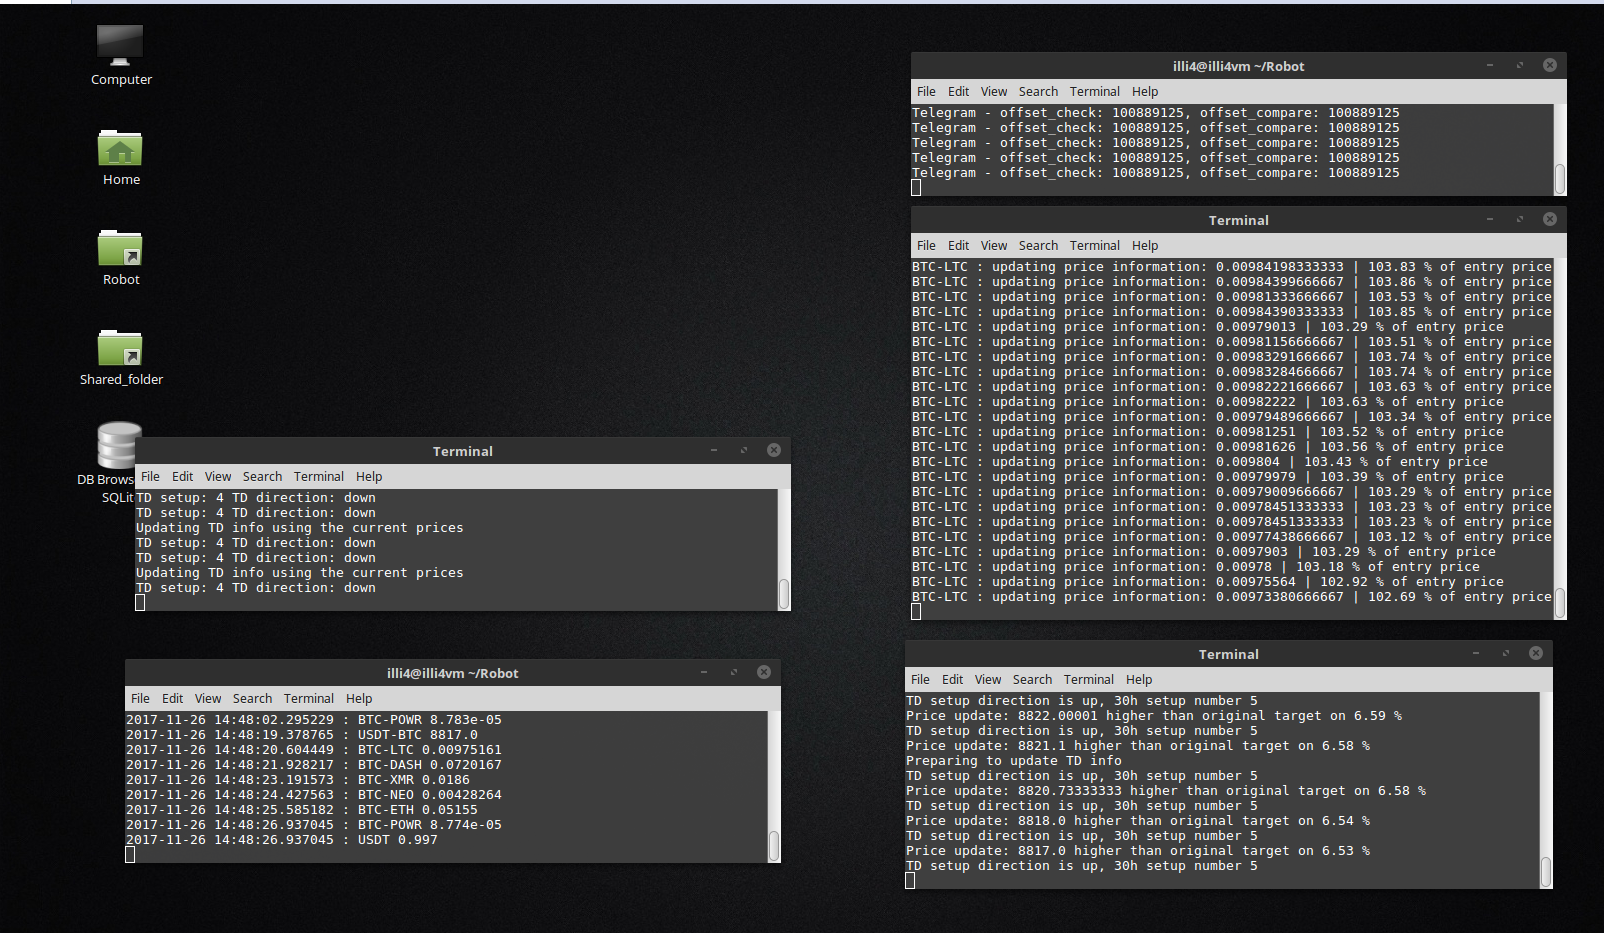 Computer
Home
Robot
Shared_folder
DB Brows
SQLit
illi4@illi4vm ~/Robot
File Edit View Search Terminal Help
Telegram - offset_check: 100889125, offset_compare: 100889125
Telegram - offset_check: 100889125, offset_compare: 100889125
Telegram - offset_check: 100889125, offset_compare: 100889125
Telegram - offset_check: 100889125, offset_compare: 100889125
Telegram - offset_check: 100889125, offset_compare: 100889125
Terminal
File Edit View Search Terminal Help
BTC-LTC : updating price information: 0.00984198333333 | 103.83 % of entry price
BTC-LTC : updating price information: 0.00984399666667 | 103.86 % of entry price
BTC-LTC : updating price information: 0.00981333666667 | 103.53 % of entry price
BTC-LTC : updating price information: 0.00984390333333 | 103.85 % of entry price
BTC-LTC : updating price information: 0.00979013 | 103.29 % of entry price
BTC-LTC : updating price information: 0.00981156666667 | 103.51 % of entry price
BTC-LTC : updating price information: 0.00983291666667 | 103.74 % of entry price
BTC-LTC : updating price information: 0.00983284666667 | 103.74 % of entry price
BTC-LTC : updating price information: 0.00982221666667 | 103.63 % of entry price
BTC-LTC : updating price information: 0.00982222 | 103.63 % of entry price
BTC-LTC : updating price information: 0.00979489666667 | 103.34 % of entry price
BTC-LTC : updating price information: 0.00981251 | 103.52 % of entry price
BTC-LTC : updating price information: 0.00981626 | 103.56 % of entry price
BTC-LTC : updating price information: 0.009804 | 103.43 % of entry price
BTC-LTC : updating price information: 0.00979979 | 103.39 % of entry price
BTC-LTC : updating price information: 0.00979009666667 | 103.29 % of entry price
BTC-LTC : updating price information: 0.00978451333333 | 103.23 % of entry price
BTC-LTC : updating price information: 0.00978451333333 | 103.23 % of entry price
BTC-LTC : updating price information: 0.00977438666667 | 103.12 % of entry price
BTC-LTC : updating price information: 0.0097903 | 103.29 % of entry price
BTC-LTC : updating price information: 0.00978 | 103.18 % of entry price
BTC-LTC : updating price information: 0.00975564 | 102.92 % of entry price
BTC-LTC : updating price information: 0.00973380666667 | 102.69 % of entry price
Terminal
File Edit View Search Terminal Help
TD setup: 4 TD direction: down
TD setup: 4 TD direction: down
Updating TD info using the current prices
TD setup: 4 TD direction: down
TD setup: 4 TD direction: down
Updating TD info using the current prices
TD setup: 4 TD direction: down
illi4@illi4vm ~/Robot
File Edit View Search Terminal Help
2017-11-26 14:48:02.295229 : BTC-POWR 8.783e-05
2017-11-26 14:48:19.378765 : USDT-BTC 8817.0
2017-11-26 14:48:20.604449 : BTC-LTC 0.00975161
2017-11-26 14:48:21.928217 : BTC-DASH 0.0720167
2017-11-26 14:48:23.191573 : BTC-XMR 0.0186
2017-11-26 14:48:24.427563 : BTC-NEO 0.00428264
2017-11-26 14:48:25.585182 : BTC-ETH 0.05155
2017-11-26 14:48:26.937045 : BTC-POWR 8.774e-05
2017-11-26 14:48:26.937045 : USDT 0.997
Terminal
File Edit View Search Terminal Help
TD setup direction is up, 30h setup number 5
Price update: 8822.00001 higher than original target on 6.59 %
TD setup direction is up, 30h setup number 5
Price update: 8821.1 higher than original target on 6.58 %
Preparing to update TD info
TD setup direction is up, 30h setup number 5
Price update: 8820.73333333 higher than original target on 6.58 %
TD setup direction is up, 30h setup number 5
Price update: 8818.0 higher than original target on 6.54 %
TD setup direction is up, 30h setup number 5
Price update: 8817.0 higher than original target on 6.53 %
TD setup direction is up, 30h setup number 5